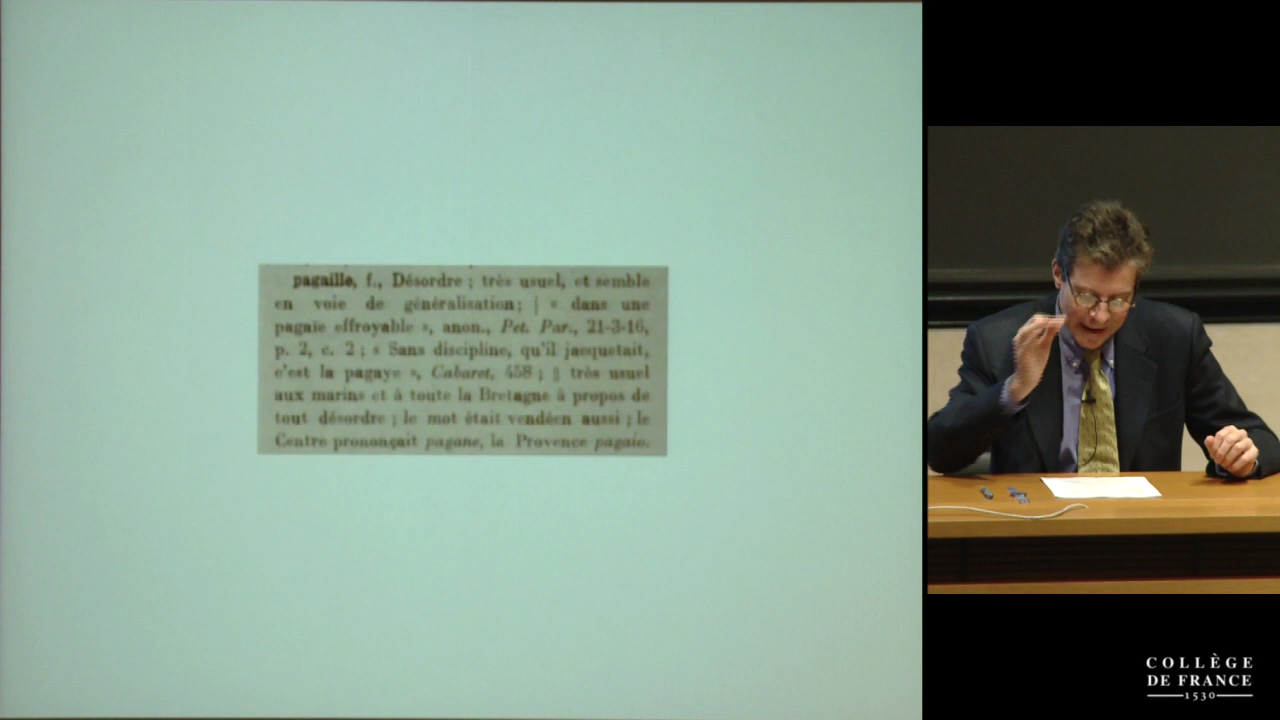 pagaille, f., Désordre ; très usuel, et semble
en voie de généralisation ; | « dans une
pagaïe effroyable », anon., Pet. Par., 21-3-16,
p. 2, c. 2 ; « Sans discipline, qu'il jacquetait,
c'est la pagaye », Cabaret, 458 ; || très usuel
aux marins et à toute la Bretagne à propos de
tout désordre ; le mot était vendéen aussi ; le
Centre prononçait pagane, la Provence pagaio.
COLLÈGE
DE FRANCE
1530